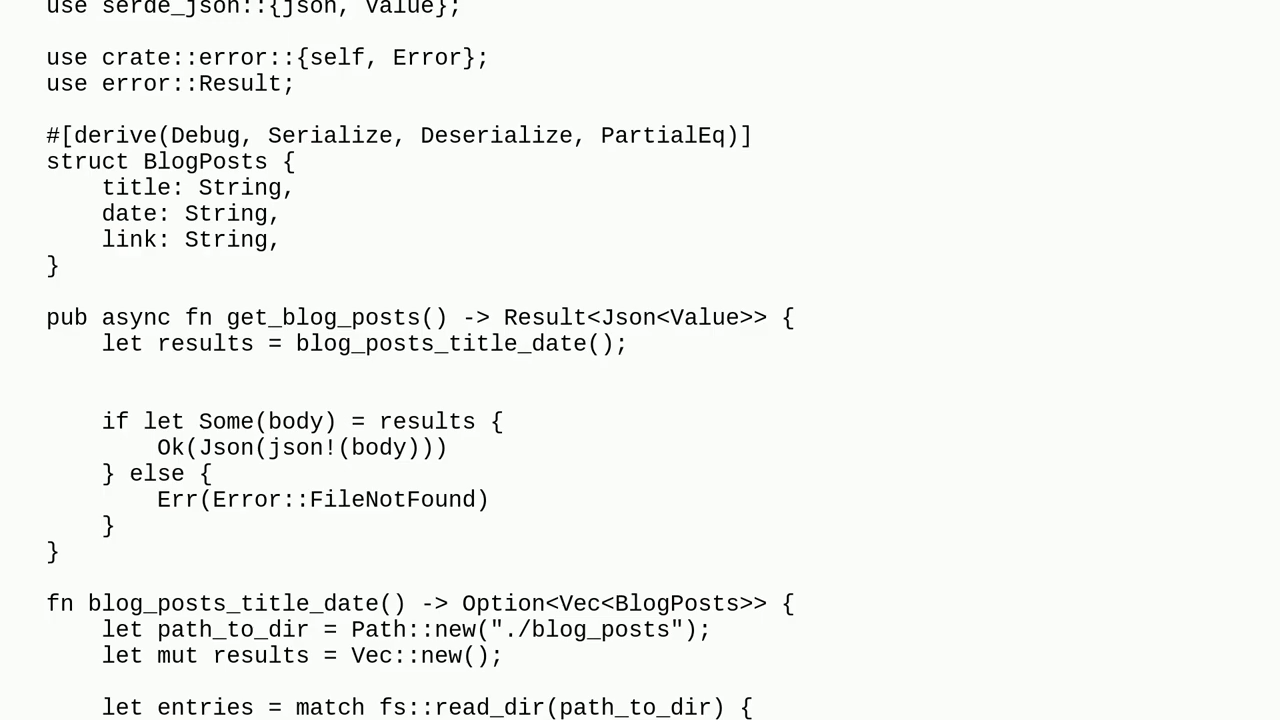 use serde_json::{json, Value};
use crate::error::{self, Error};
use error::Result;
#[derive(Debug, Serialize, Deserialize, PartialEq)]
struct BlogPosts {
    title: String,
    date: String,
    link: String,
}
pub async fn get_blog_posts() -> Result<Json<Value>> {
    let results = blog_posts_title_date();
    if let Some(body) = results {
        Ok(Json(json!(body)))
    } else {
        Err(Error::FileNotFound)
    }
}
fn blog_posts_title_date() -> Option<Vec<BlogPosts>> {
    let path_to_dir = Path::new("./blog_posts");
    let mut results = Vec::new();
    let entries = match fs::read_dir(path_to_dir) {